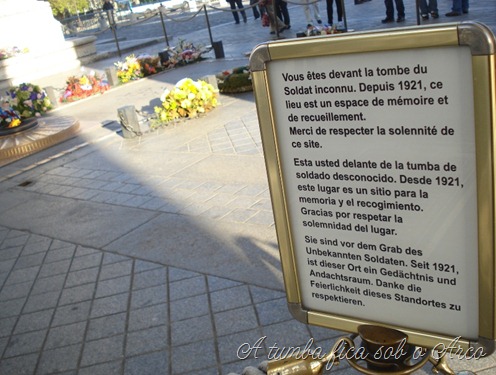 Vous êtes devant la tombe du
Soldat inconnu. Depuis 1921, ce
lieu est un espace de mémoire et
de recueillement.
Merci de respecter la solennité de
ce site.
Esta usted delante de la tumba de
soldado desconocido. Desde 1921,
este lugar es un sitio para la
memoria y el recogimiento.
Gracias por respetar la
solemnidad del lugar.
Sie sind vor dem Grab des
Unbekannten Soldaten. Seit 1921,
ist dieser Ort ein Gedächtnis und
Andachtsraum. Danke die
Feierlichkeit dieses Standortes zu
respektieren.
A tumba fica sob o Arco